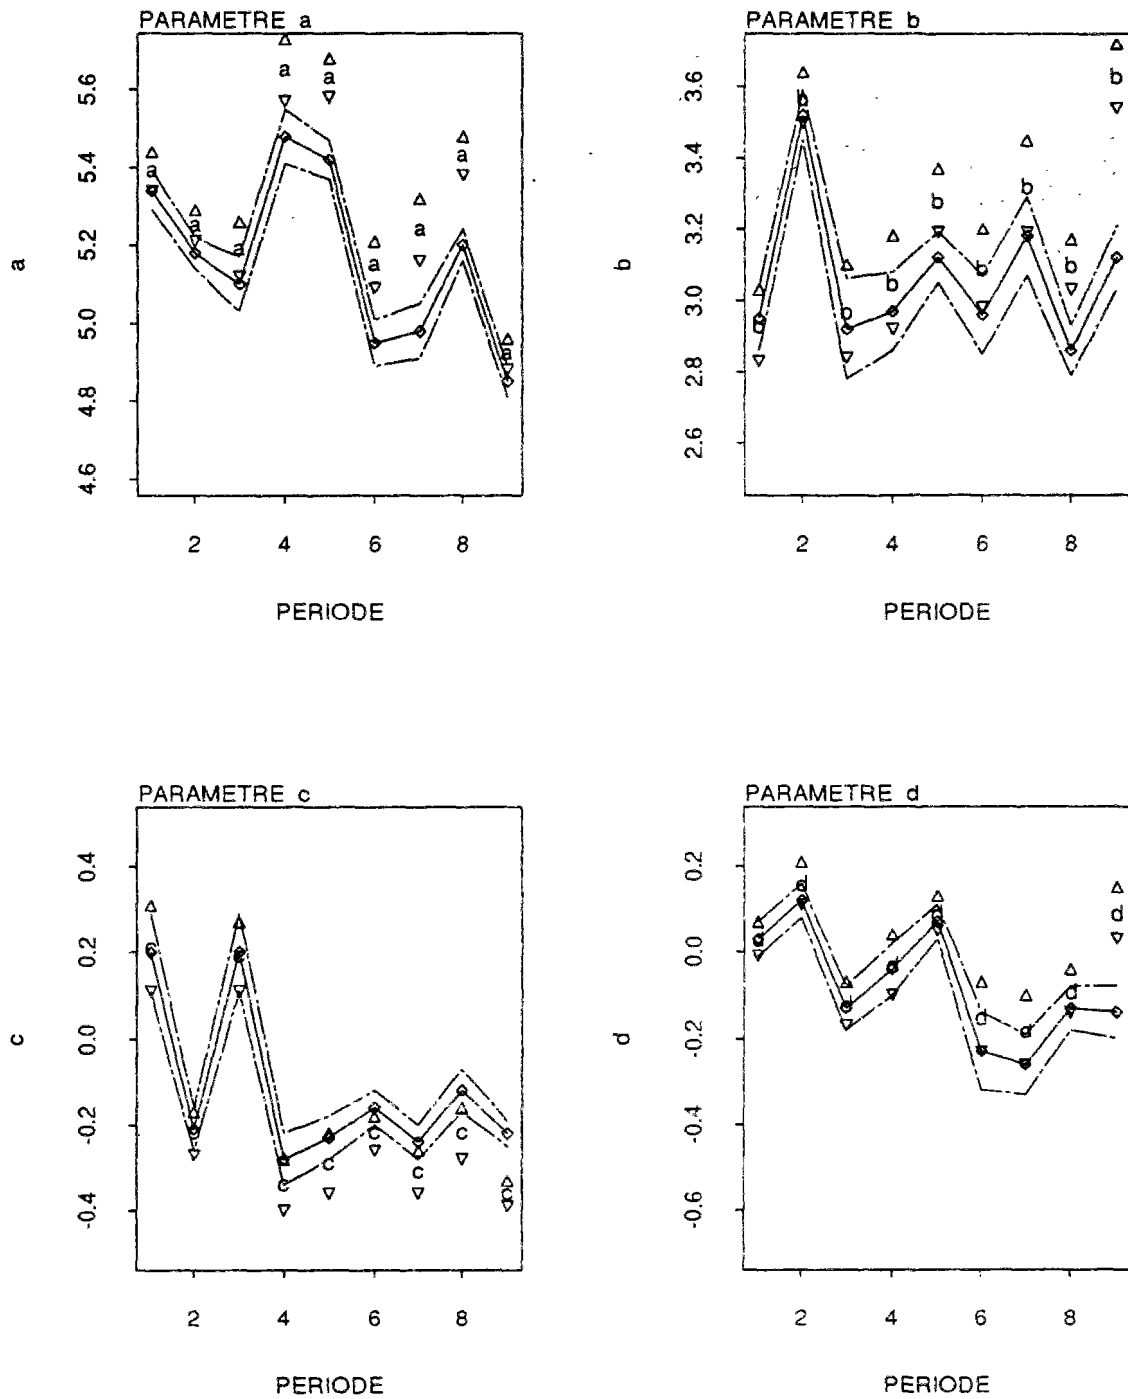 PARAMETRE a
a
5.6
5.4
5.2
5.0
4.8
4.6
a a a a a a a a a
2 4 6 8
PERIODE
PARAMETRE b
b
3.6
3.4
3.2
3.0
2.8
2.6
b b b b b b b b b
2 4 6 8
PERIODE
PARAMETRE c
c
0.4
0.2
0.0
-0.2
-0.4
c c c c c c c c c
2 4 6 8
PERIODE
PARAMETRE d
d
0.2
0.0
-0.2
-0.4
-0.6
d d d d d d d d d
2 4 6 8
PERIODE